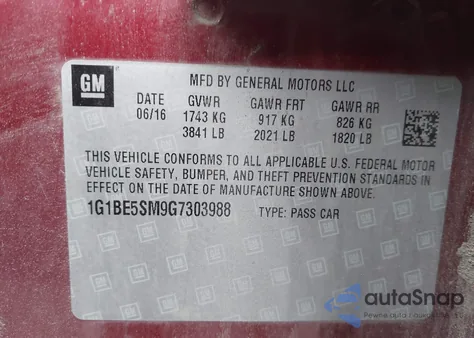 GM
MFD BY GENERAL MOTORS LLC
DATE GVWR GAWR FRT GAWR RR
06/16 1743 KG 917 KG 826 KG
3841 LB 2021 LB 1820 LB
THIS VEHICLE CONFORMS TO ALL APPLICABLE U.S. FEDERAL MOTOR
VEHICLE SAFETY, BUMPER, AND THEFT PREVENTION STANDARDS IN
EFFECT ON THE DATE OF MANUFACTURE SHOWN ABOVE.
1G1BE5SM9G7303988 TYPE: PASS CAR
autoSnap